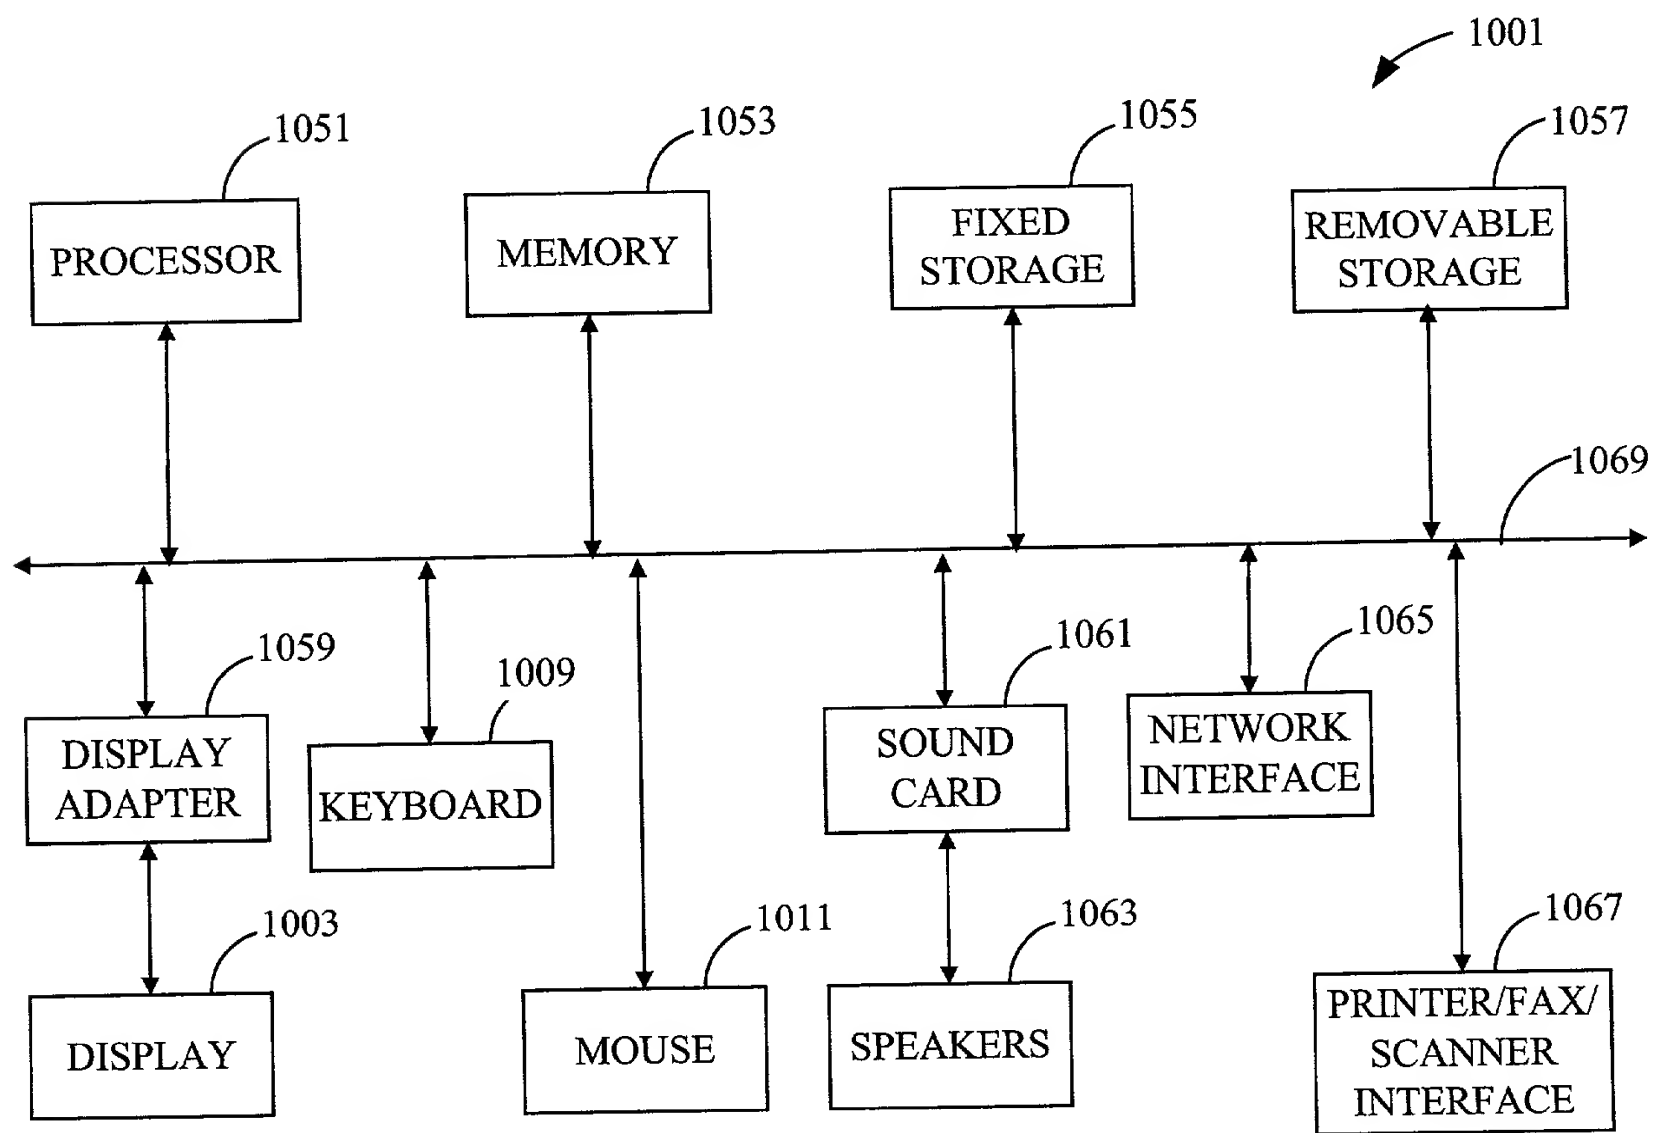 1001
1051
1053
1055
1057
PROCESSOR
MEMORY
FIXED
STORAGE
REMOVABLE
STORAGE
1069
1059
1009
1061
1065
DISPLAY
ADAPTER
KEYBOARD
SOUND
CARD
NETWORK
INTERFACE
1003
1011
1063
1067
DISPLAY
MOUSE
SPEAKERS
PRINTER/FAX/
SCANNER
INTERFACE